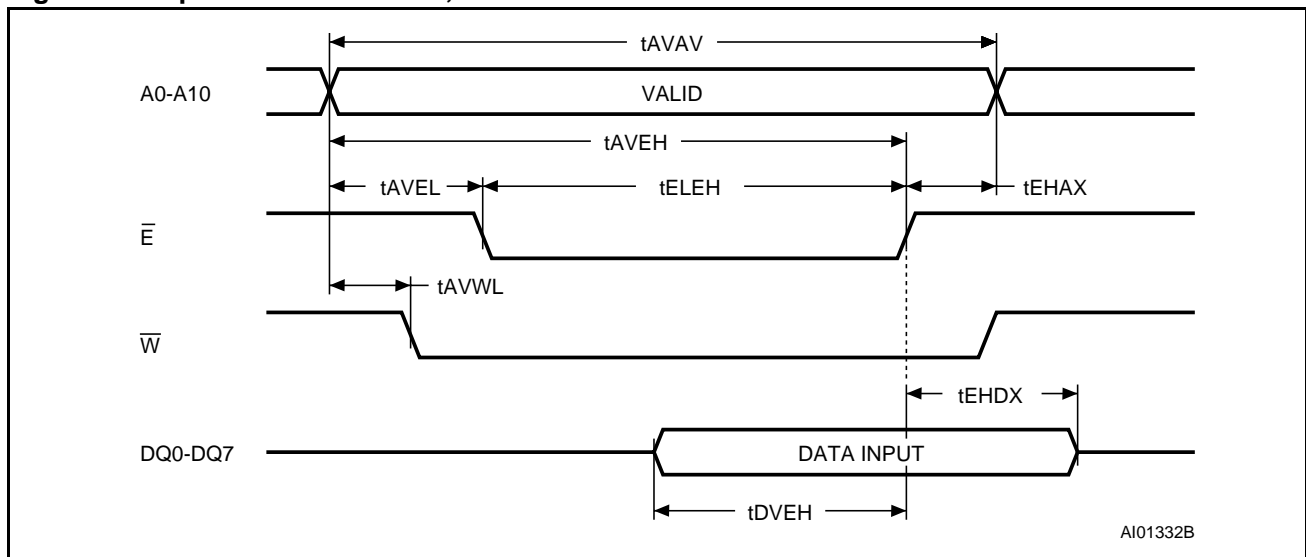 tAVAV
A0-A10
VALID
tAVEH
tAVEL
tELEH
tEHAX
E̅
tAVWL
W̅
tEHDX
DQ0-DQ7
DATA INPUT
tDVEH
AI01332B